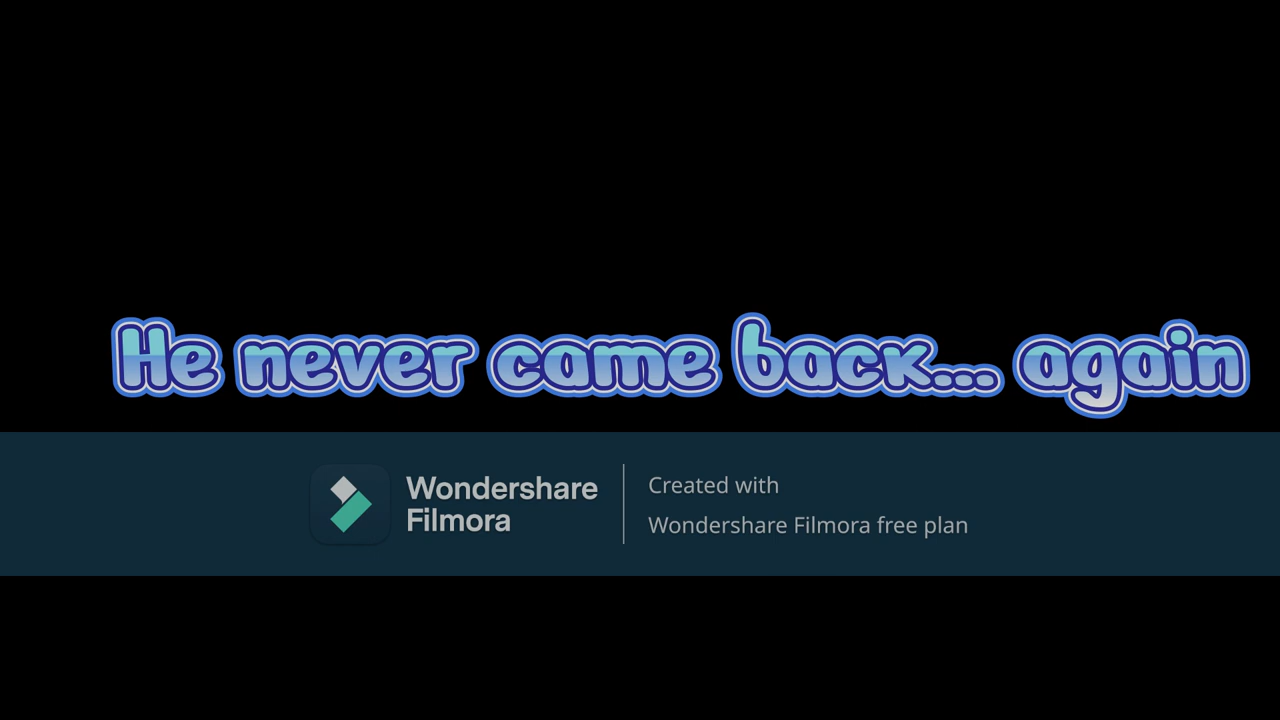 He never came back... again
Wondershare
Filmora
Created with
Wondershare Filmora free plan